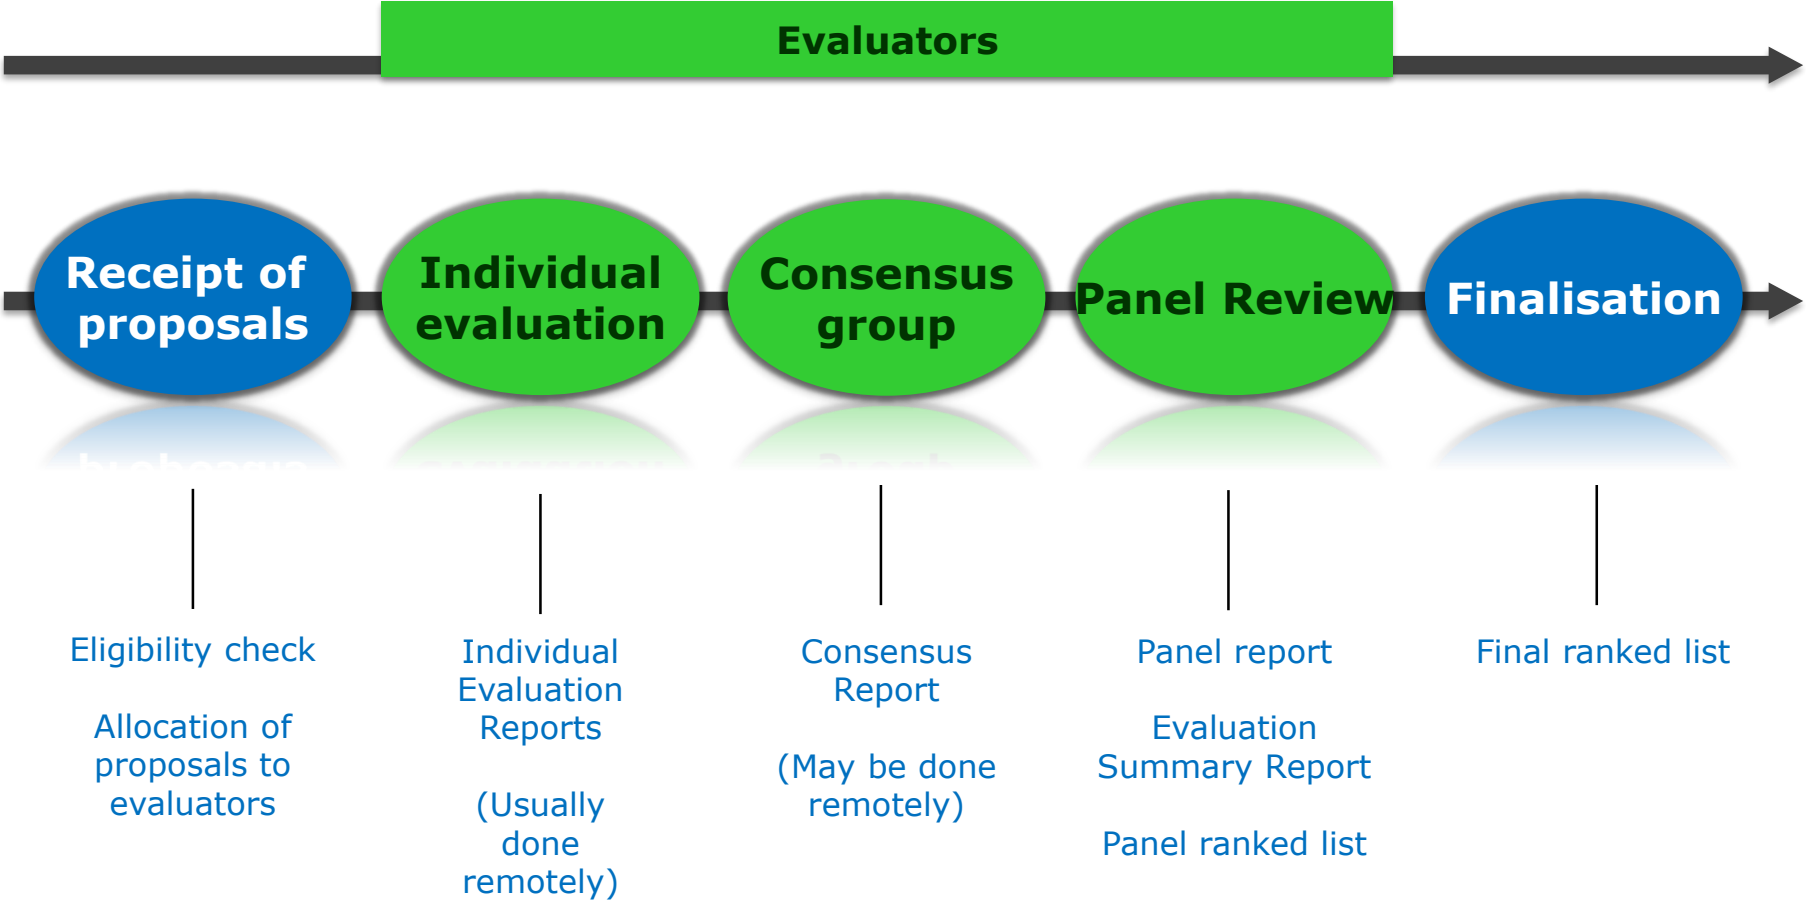 Evaluators
Receipt of
proposals
Individual
evaluation
Consensus
group
Panel Review
Finalisation
Eligibility check
Allocation of
proposals to
evaluators
Individual
Evaluation
Reports
(Usually
done
remotely)
Consensus
Report
(May be done
remotely)
Panel report
Evaluation
Summary Report
Panel ranked list
Final ranked list